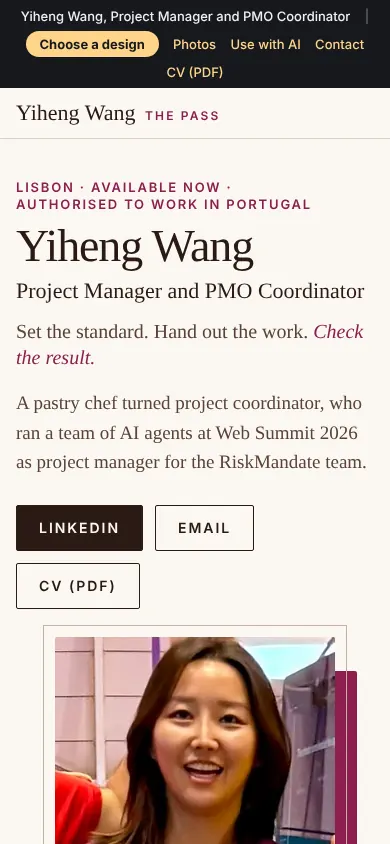 Yiheng Wang, Project Manager and PMO Coordinator |
Choose a design Photos Use with AI Contact
CV (PDF)
Yiheng Wang THE PASS
LISBON · AVAILABLE NOW ·
AUTHORISED TO WORK IN PORTUGAL
Yiheng Wang
Project Manager and PMO Coordinator
Set the standard. Hand out the work. Check
the result.
A pastry chef turned project coordinator, who
ran a team of AI agents at Web Summit 2026
as project manager for the RiskMandate team.
LINKEDIN EMAIL
CV (PDF)